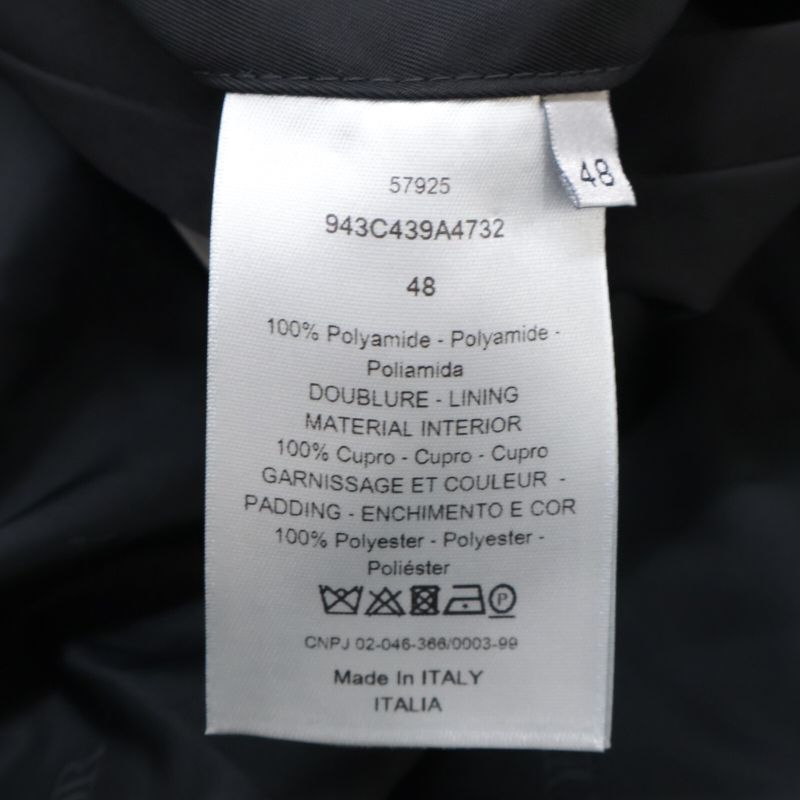 57925
48
943C439A4732
48
100% Polyamide - Polyamide -
Poliamida
DOUBLURE - LINING
MATERIAL INTERIOR
100% Cupro - Cupro - Cupro
GARNISSAGE ET COULEUR -
PADDING - ENCHIMENTO E COR
100% Polyester - Polyester -
Poliéster
P
CNPJ 02-046-366/0003-99
Made In ITALY
ITALIA